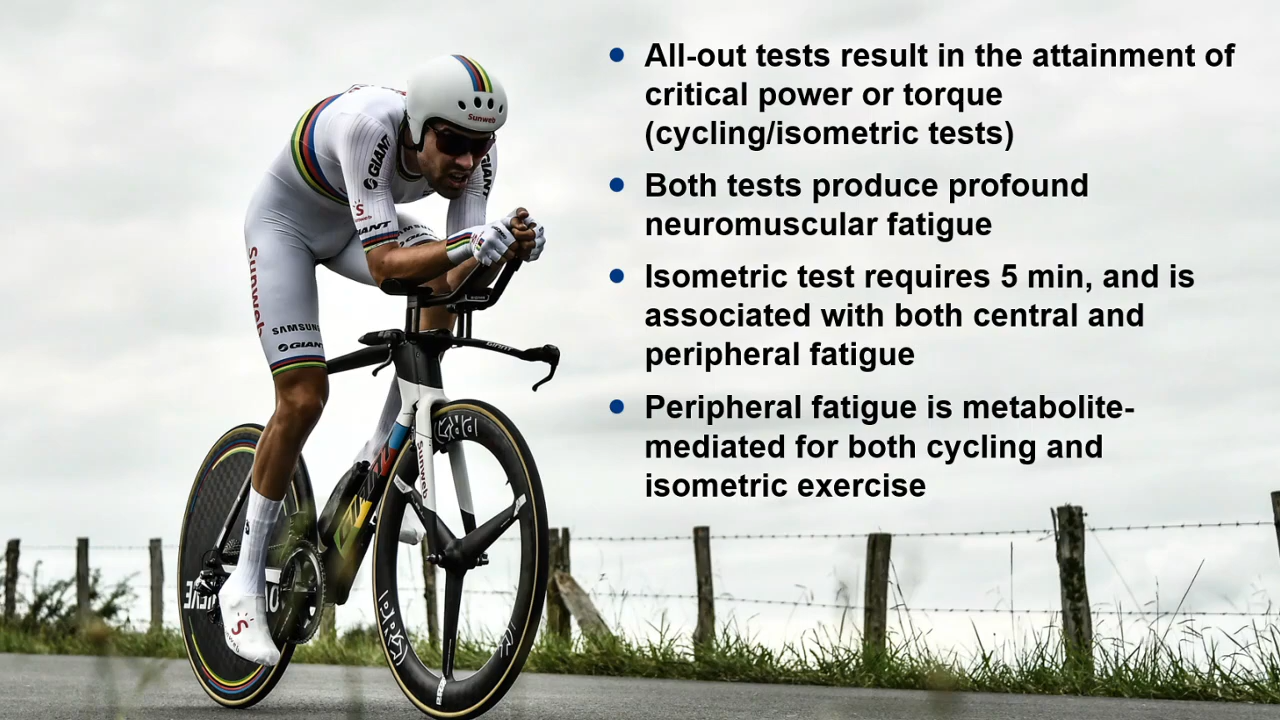 • All-out tests result in the attainment of
critical power or torque
(cycling/isometric tests)
• Both tests produce profound
neuromuscular fatigue
• Isometric test requires 5 min, and is
associated with both central and
peripheral fatigue
• Peripheral fatigue is metabolite-
mediated for both cycling and
isometric exercise
Sunweb
GIANT
GIANT
Sunweb
SAMSUNG
GIANT
Sunweb